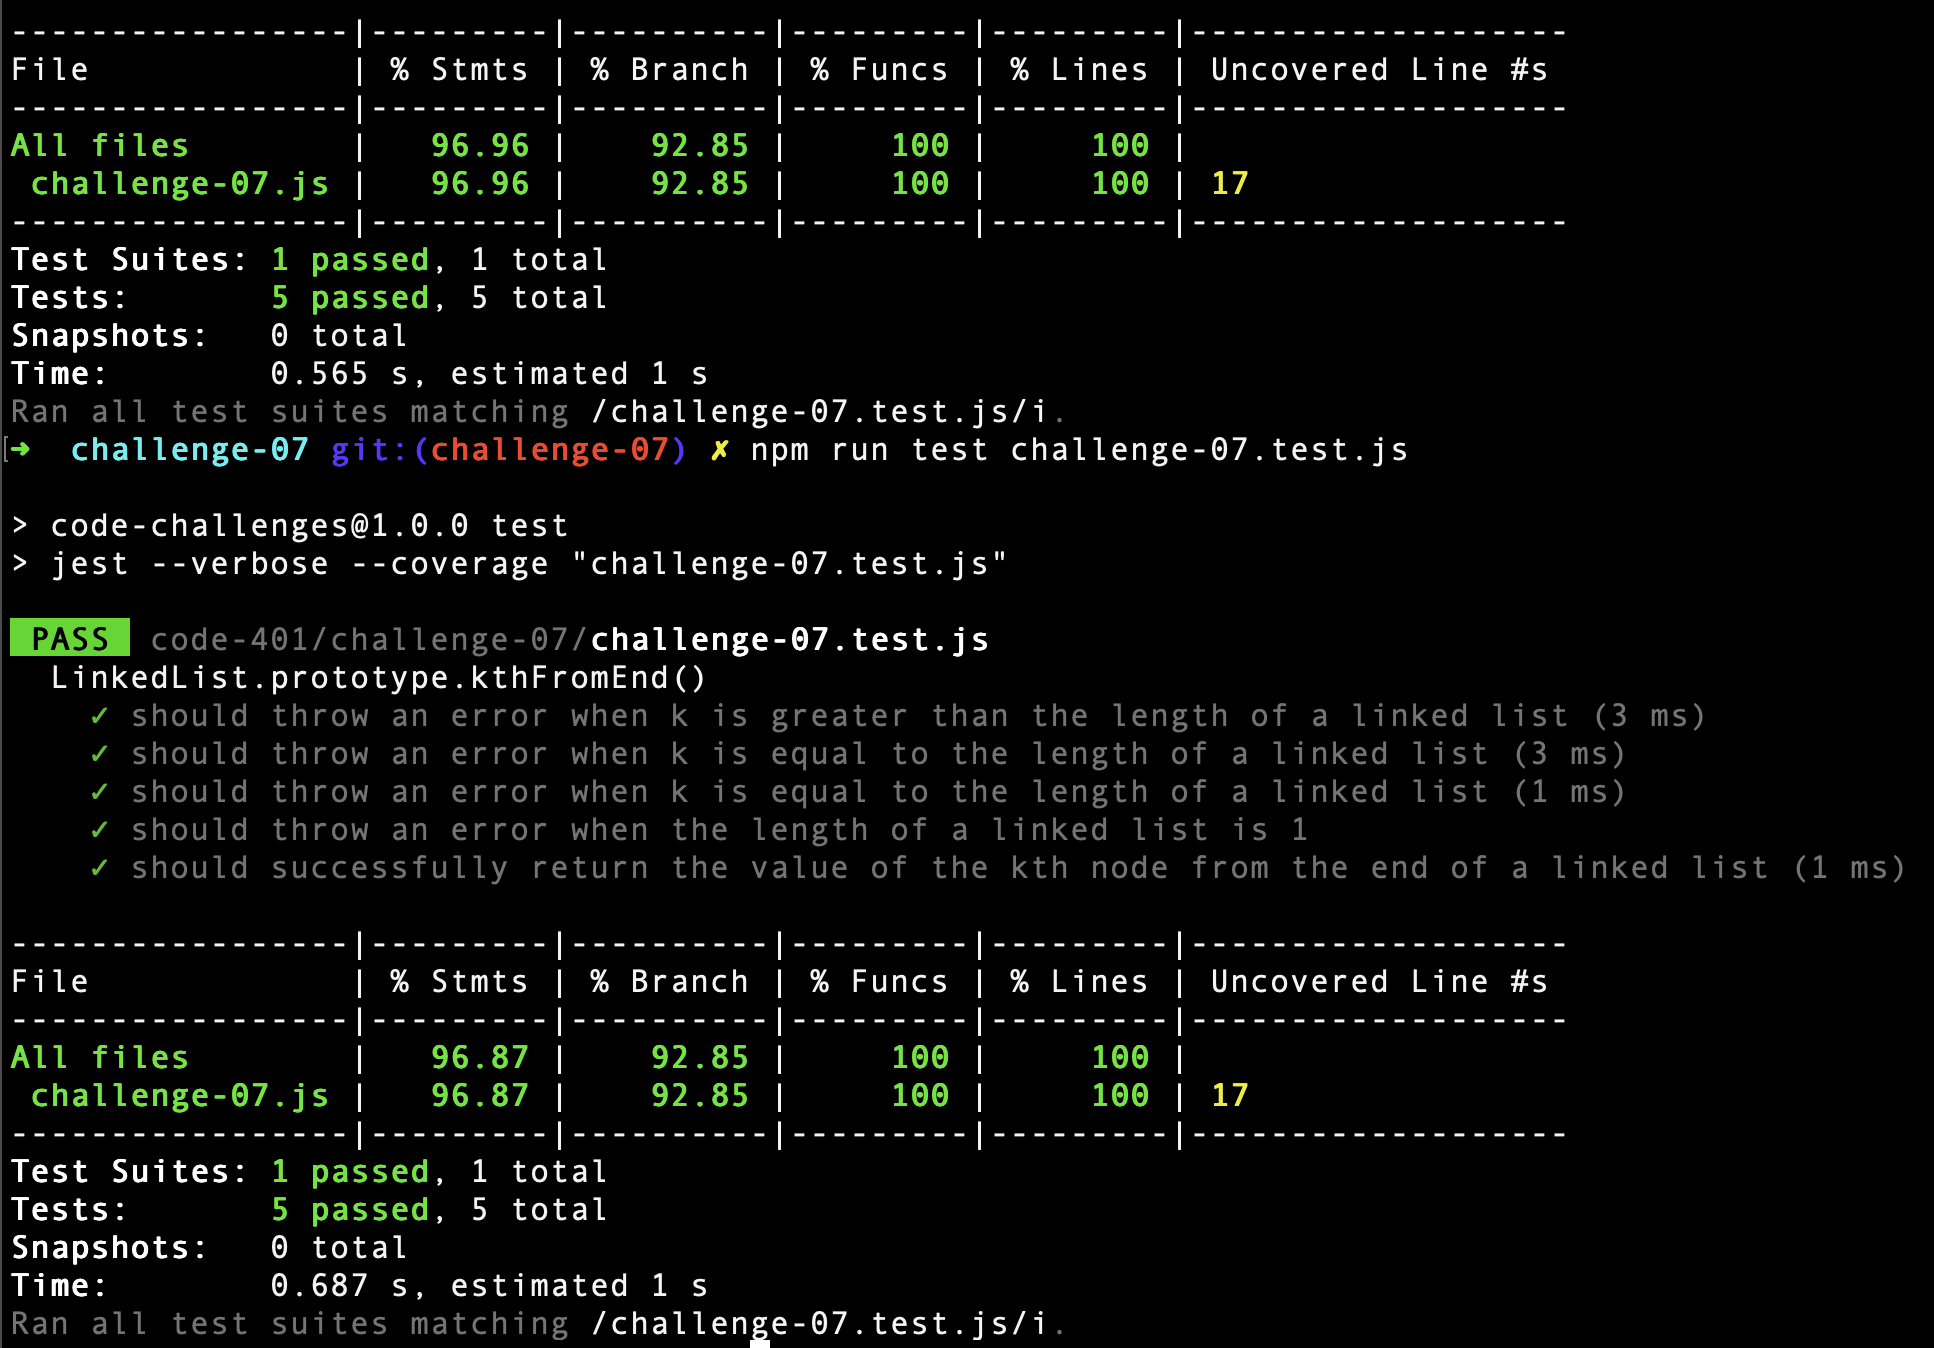 -----------------|---------|----------|---------|---------|-------------------
File             | % Stmts | % Branch | % Funcs | % Lines | Uncovered Line #s
-----------------|---------|----------|---------|---------|-------------------
All files        |   96.96 |    92.85 |     100 |     100 |
 challenge-07.js |   96.96 |    92.85 |     100 |     100 | 17
-----------------|---------|----------|---------|---------|-------------------
Test Suites: 1 passed, 1 total
Tests:       5 passed, 5 total
Snapshots:   0 total
Time:        0.565 s, estimated 1 s
Ran all test suites matching /challenge-07.test.js/i.
[➜  challenge-07 git:(challenge-07) ✗ npm run test challenge-07.test.js
> code-challenges@1.0.0 test
> jest --verbose --coverage "challenge-07.test.js"
PASS  code-401/challenge-07/challenge-07.test.js
  LinkedList.prototype.kthFromEnd()
    ✓ should throw an error when k is greater than the length of a linked list (3 ms)
    ✓ should throw an error when k is equal to the length of a linked list (3 ms)
    ✓ should throw an error when k is equal to the length of a linked list (1 ms)
    ✓ should throw an error when the length of a linked list is 1
    ✓ should successfully return the value of the kth node from the end of a linked list (1 ms)
-----------------|---------|----------|---------|---------|-------------------
File             | % Stmts | % Branch | % Funcs | % Lines | Uncovered Line #s
-----------------|---------|----------|---------|---------|-------------------
All files        |   96.87 |    92.85 |     100 |     100 |
 challenge-07.js |   96.87 |    92.85 |     100 |     100 | 17
-----------------|---------|----------|---------|---------|-------------------
Test Suites: 1 passed, 1 total
Tests:       5 passed, 5 total
Snapshots:   0 total
Time:        0.687 s, estimated 1 s
Ran all test suites matching /challenge-07.test.js/i.